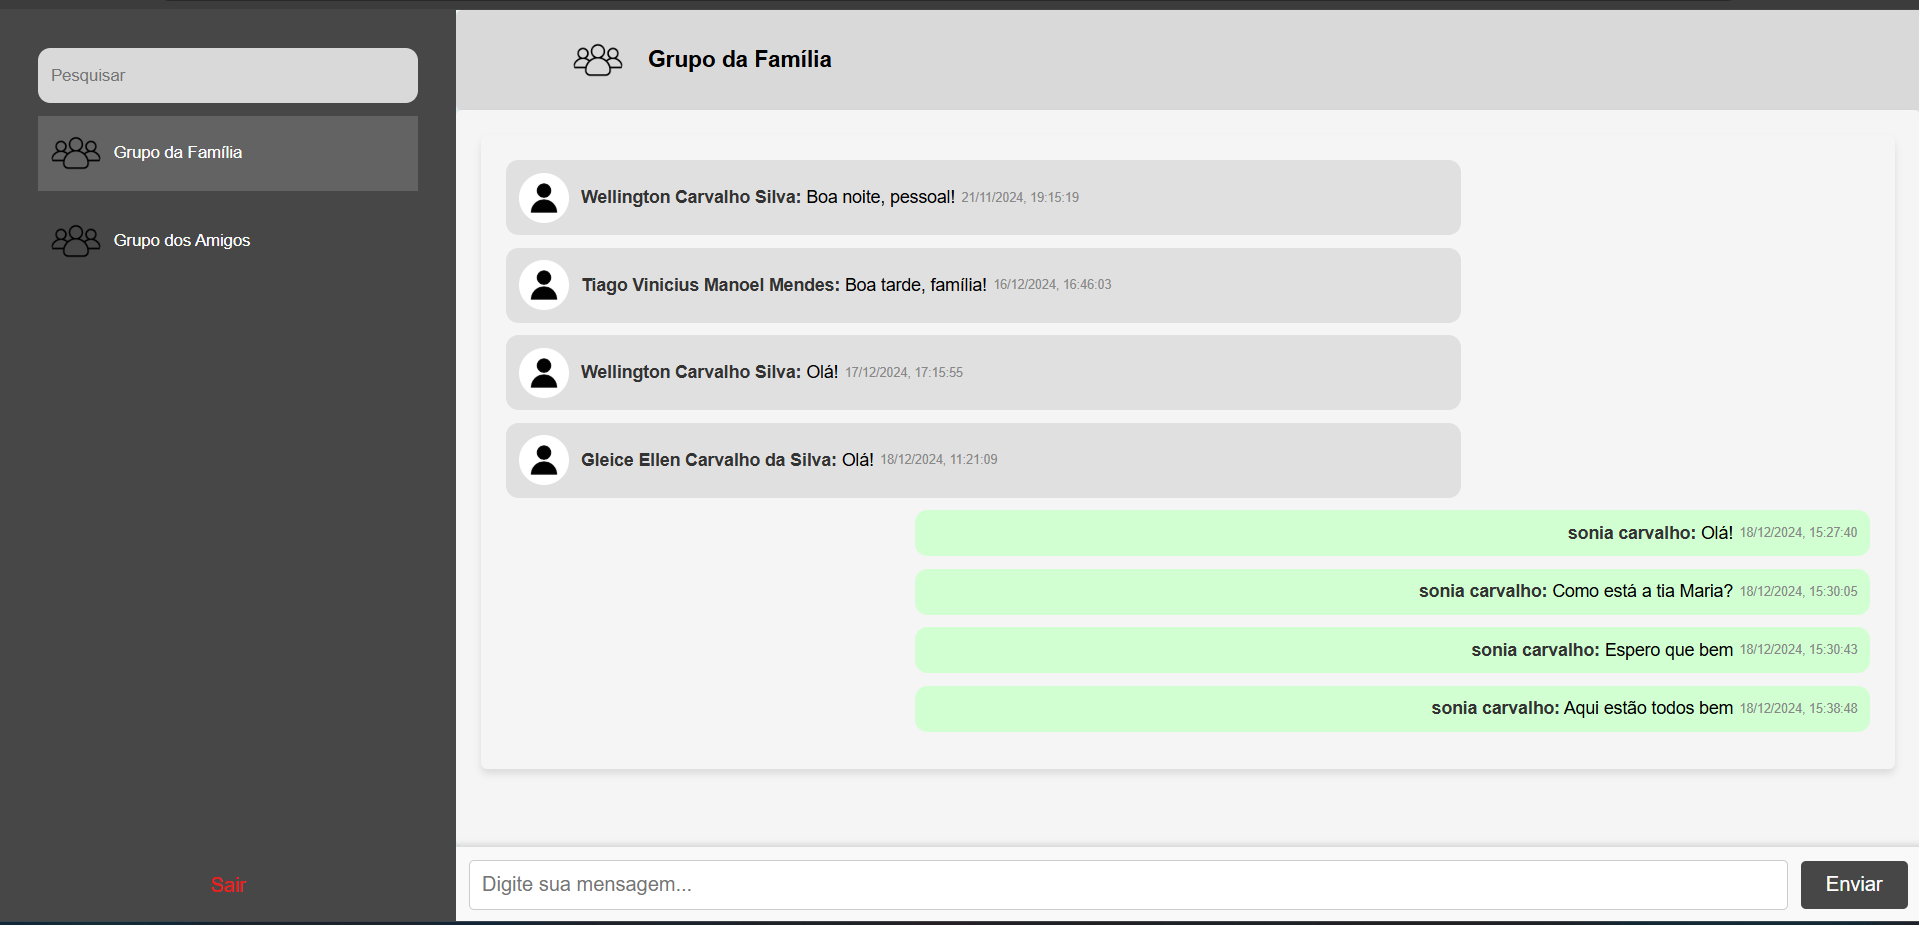 Pesquisar
Grupo da Família
Grupo dos Amigos
Sair
Grupo da Família
Wellington Carvalho Silva: Boa noite, pessoal! 21/11/2024, 19:15:19
Tiago Vinicius Manoel Mendes: Boa tarde, família! 16/12/2024, 16:46:03
Wellington Carvalho Silva: Olá! 17/12/2024, 17:15:55
Gleice Ellen Carvalho da Silva: Olá! 18/12/2024, 11:21:09
sonia carvalho: Olá! 18/12/2024, 15:27:40
sonia carvalho: Como está a tia Maria? 18/12/2024, 15:30:05
sonia carvalho: Espero que bem 18/12/2024, 15:30:43
sonia carvalho: Aqui estão todos bem 18/12/2024, 15:38:48
Digite sua mensagem...
Enviar